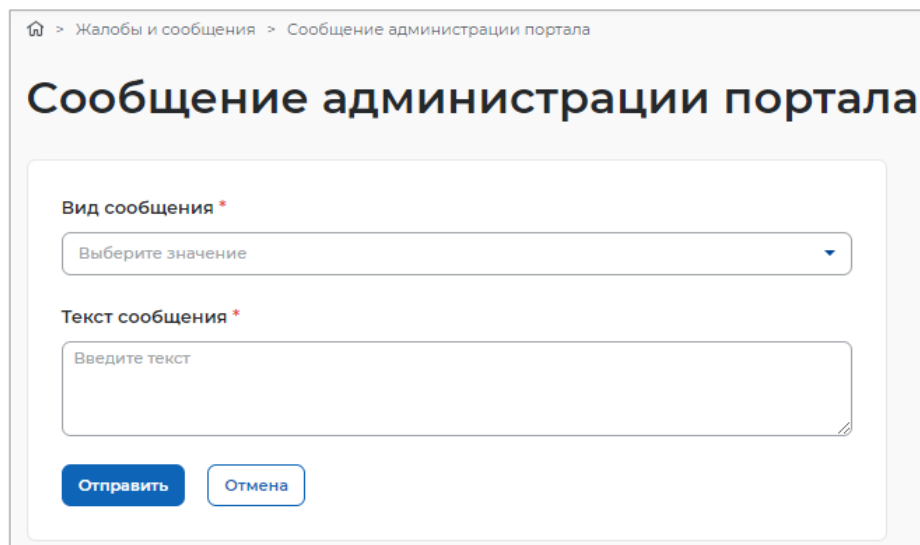 > Жалобы и сообщения > Сообщение администрации портала
Сообщение администрации портала
Вид сообщения *
Выберите значение
Текст сообщения *
Введите текст
Отправить Отмена